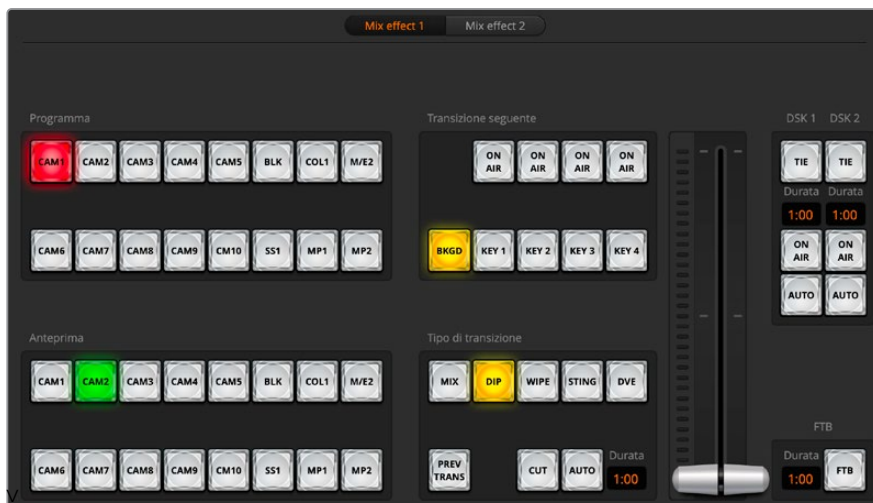 Mix effect 1 Mix effect 2
Programma
CAM1 CAM2 CAM3 CAM4 CAM5 BLK COL1 M/E2
CAM6 CAM7 CAM8 CAM9 CM10 SS1 MP1 MP2
Transizione seguente
ON AIR ON AIR ON AIR ON AIR
BKGD KEY 1 KEY 2 KEY 3 KEY 4
DSK 1 DSK 2
TIE TIE
Durata Durata
1:00 1:00
ON AIR ON AIR
AUTO AUTO
Anteprima
CAM1 CAM2 CAM3 CAM4 CAM5 BLK COL1 M/E2
CAM6 CAM7 CAM8 CAM9 CM10 SS1 MP1 MP2
Tipo di transizione
MIX DIP WIPE STING DVE
PREV TRANS CUT AUTO
Durata
1:00
FTB
Durata
1:00 FTB
y